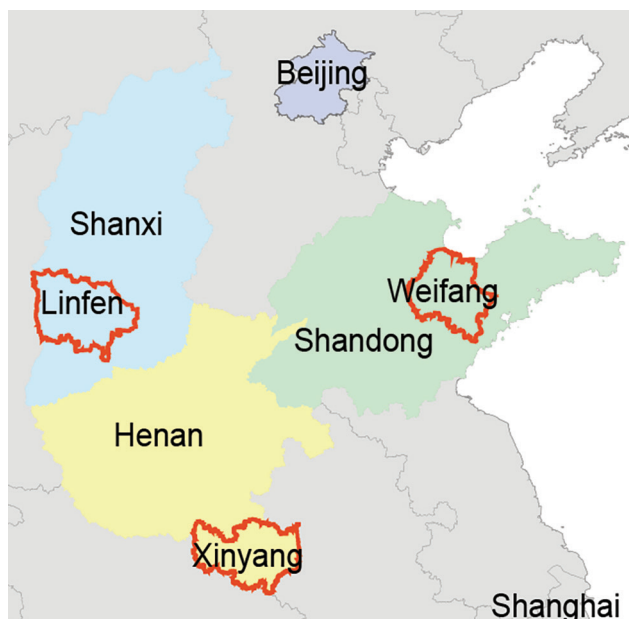 Beijing
Shanxi
Linfen
Weifang
Shandong
Henan
Xinyang
Shanghai